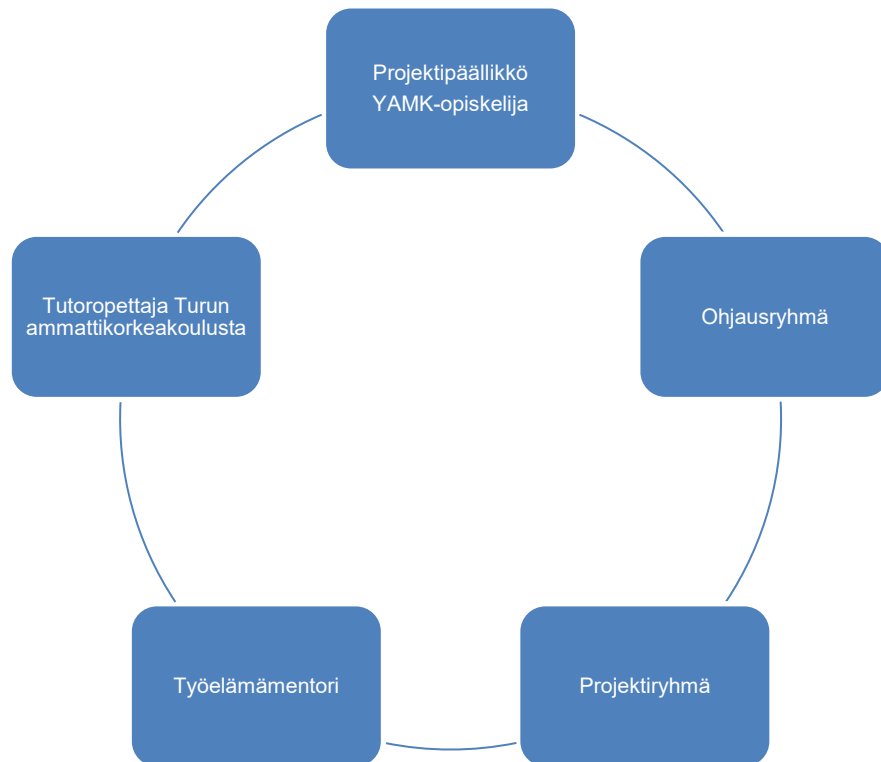 Projektipäällikkö
YAMK-opiskelija
Ohjausryhmä
Projektiryhmä
Työelämämentori
Tutoropettaja Turun
ammattikorkeakoulusta